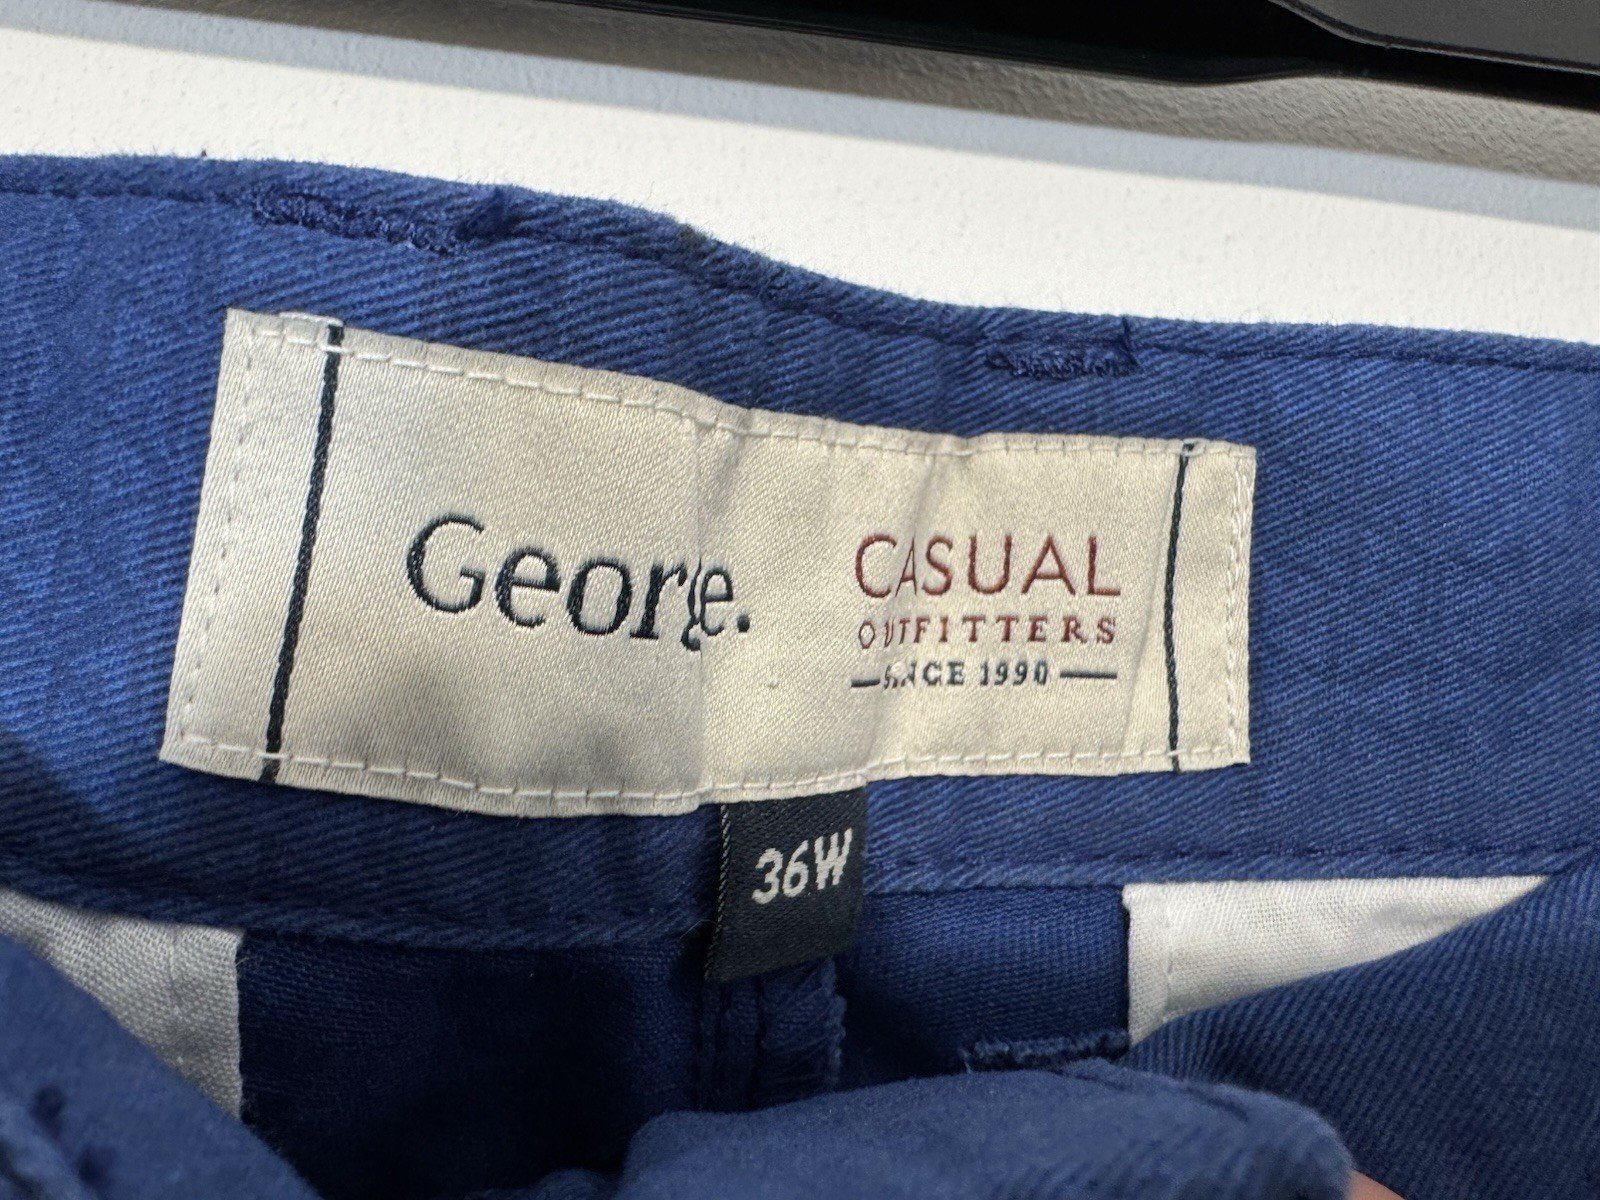 George.
CASUAL
OUTFITTERS
SINCE 1990
36W